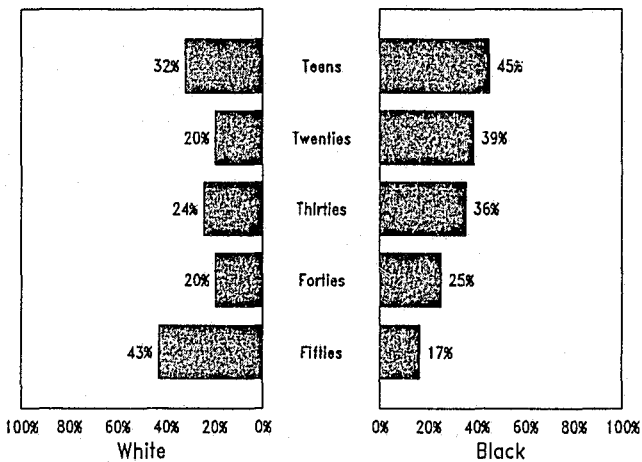 32% Teens 45%
20% Twenties 39%
24% Thirties 36%
20% Forties 25%
43% Fifties 17%
100% 80% 60% 40% 20% 0% 0% 20% 40% 60% 80% 100%
White Black